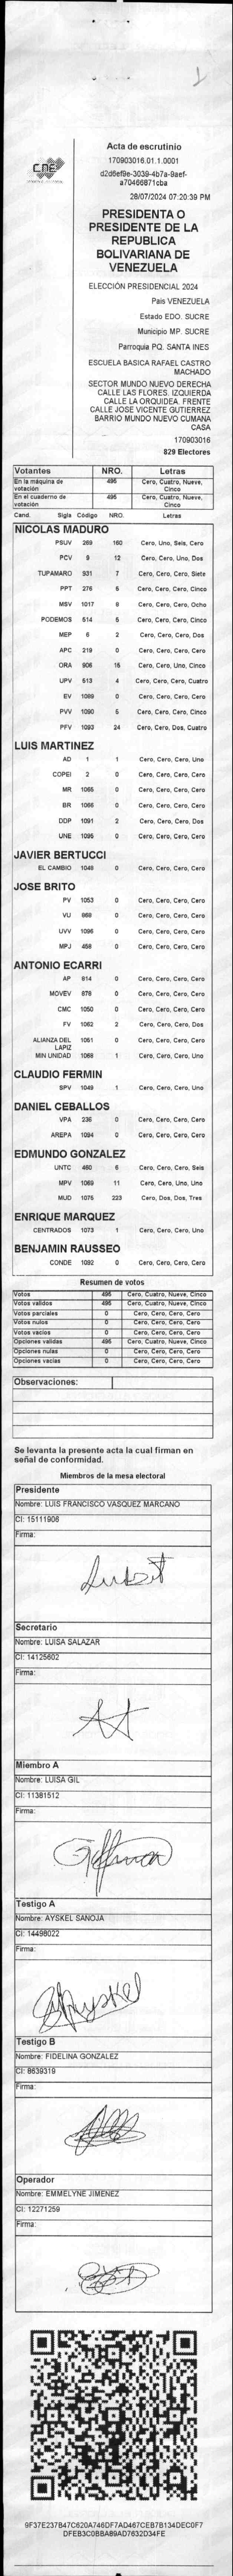 CNE
Acta de escrutinio
170903016.01.1.0001
d2d6ef9e-3039-4b7a-9aef-
a70466871cba
28/07/2024 07:20:39 PM
PRESIDENTA O
PRESIDENTE DE LA
REPUBLICA
BOLIVARIANA DE
VENEZUELA
ELECCIÓN PRESIDENCIAL 2024
Pais VENEZUELA
Estado EDO. SUCRE
Municipio MP. SUCRE
Parroquia PQ. SANTA INES
ESCUELA BASICA RAFAEL CASTRO
MACHADO
SECTOR MUNDO NUEVO DERECHA
CALLE LAS FLORES. IZQUIERDA
CALLE LA ORQUIDEA. FRENTE
CALLE JOSE VICENTE GUTIERREZ
BARRIO MUNDO NUEVO CUMANA
CASA
170903016
829 Electores
Votantes NRO. Letras
En la máquina de votación 495 Cero, Cuatro, Nueve, Cinco
En el cuaderno de votación 495 Cero, Cuatro, Nueve, Cinco
Cand. Sigla Código NRO. Letras
NICOLAS MADURO
PSUV 269 160 Cero, Uno, Seis, Cero
PCV 9 12 Cero, Cero, Uno, Dos
TUPAMARO 931 7 Cero, Cero, Cero, Siete
PPT 276 5 Cero, Cero, Cero, Cinco
MSV 1017 8 Cero, Cero, Cero, Ocho
PODEMOS 514 5 Cero, Cero, Cero, Cinco
MEP 6 2 Cero, Cero, Cero, Dos
APC 219 0 Cero, Cero, Cero, Cero
ORA 906 15 Cero, Cero, Uno, Cinco
UPV 513 4 Cero, Cero, Cero, Cuatro
EV 1089 0 Cero, Cero, Cero, Cero
PVV 1090 5 Cero, Cero, Cero, Cinco
PFV 1093 24 Cero, Cero, Dos, Cuatro
LUIS MARTINEZ
AD 1 1 Cero, Cero, Cero, Uno
COPEI 2 0 Cero, Cero, Cero, Cero
MR 1055 0 Cero, Cero, Cero, Cero
BR 1066 0 Cero, Cero, Cero, Cero
DDP 1091 2 Cero, Cero, Cero, Dos
UNE 1095 0 Cero, Cero, Cero, Cero
JAVIER BERTUCCI
EL CAMBIO 1048 0 Cero, Cero, Cero, Cero
JOSE BRITO
PV 1053 0 Cero, Cero, Cero, Cero
VU 969 0 Cero, Cero, Cero, Cero
UVV 1096 0 Cero, Cero, Cero, Cero
MPJ 458 0 Cero, Cero, Cero, Cero
ANTONIO ECARRI
AP 814 0 Cero, Cero, Cero, Cero
MOVEV 978 0 Cero, Cero, Cero, Cero
CMC 1050 0 Cero, Cero, Cero, Cero
FV 1062 2 Cero, Cero, Cero, Dos
ALIANZA DEL LAPIZ 1051 0 Cero, Cero, Cero, Cero
MIN UNIDAD 1068 1 Cero, Cero, Cero, Uno
CLAUDIO FERMIN
SPV 1049 1 Cero, Cero, Cero, Uno
DANIEL CEBALLOS
VPA 236 0 Cero, Cero, Cero, Cero
AREPA 1094 0 Cero, Cero, Cero, Cero
EDMUNDO GONZALEZ
UNTC 460 6 Cero, Cero, Cero, Seis
MPV 1069 11 Cero, Cero, Uno, Uno
MUD 1075 223 Cero, Dos, Dos, Tres
ENRIQUE MARQUEZ
CENTRADOS 1073 1 Cero, Cero, Cero, Uno
BENJAMIN RAUSSEO
CONDE 1092 0 Cero, Cero, Cero, Cero
Resumen de votos
Votos 495 Cero, Cuatro, Nueve, Cinco
Votos validos 495 Cero, Cuatro, Nueve, Cinco
Votos parciales 0 Cero, Cero, Cero, Cero
Votos nulos 0 Cero, Cero, Cero, Cero
Votos vacios 0 Cero, Cero, Cero, Cero
Opciones validas 495 Cero, Cuatro, Nueve, Cinco
Opciones nulas 0 Cero, Cero, Cero, Cero
Opciones vacias 0 Cero, Cero, Cero, Cero
Observaciones:
Se levanta la presente acta la cual firman en
señal de conformidad.
Miembros de la mesa electoral
Presidente
Nombre: LUIS FRANCISCO VASQUEZ MARCANO
CI: 15111906
Firma:
Secretario
Nombre: LUISA SALAZAR
CI: 14125602
Firma:
Miembro A
Nombre: LUISA GIL
CI: 11381512
Firma:
Testigo A
Nombre: AYSKEL SANOJA
CI: 14498022
Firma:
Testigo B
Nombre: FIDELINA GONZALEZ
CI: 8639319
Firma:
Operador
Nombre: EMMELYNE JIMENEZ
CI: 12271259
Firma:
9F37E237B47C620A746DF7AD467CEB7B134DEC0F7
DFEB3C0BBA89AD7632D34FE